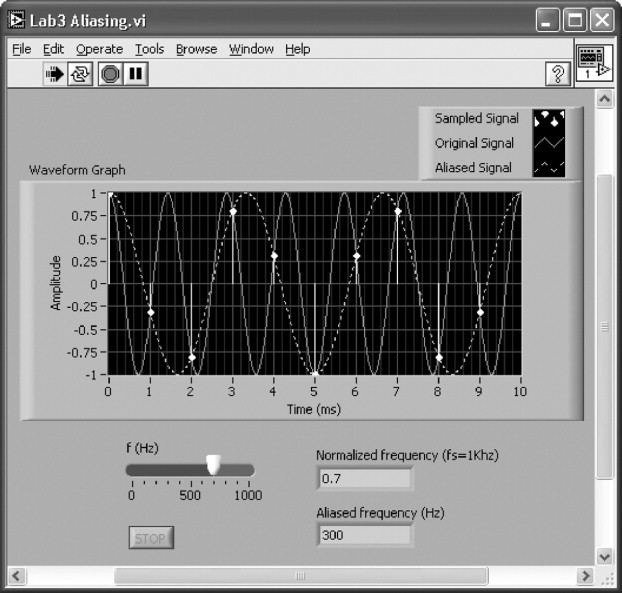 Lab3 Aliasing.vi
File Edit Operate Tools Browse Window Help
1
Sampled Signal
Original Signal
Aliased Signal
Waveform Graph
Amplitude
1
0.75
0.5
0.25
0
-0.25
-0.5
-0.75
-1
0 1 2 3 4 5 6 7 8 9 10
Time (ms)
f (Hz)
0 500 1000
STOP
Normalized frequency (fs=1Khz)
0.7
Aliased frequency (Hz)
300